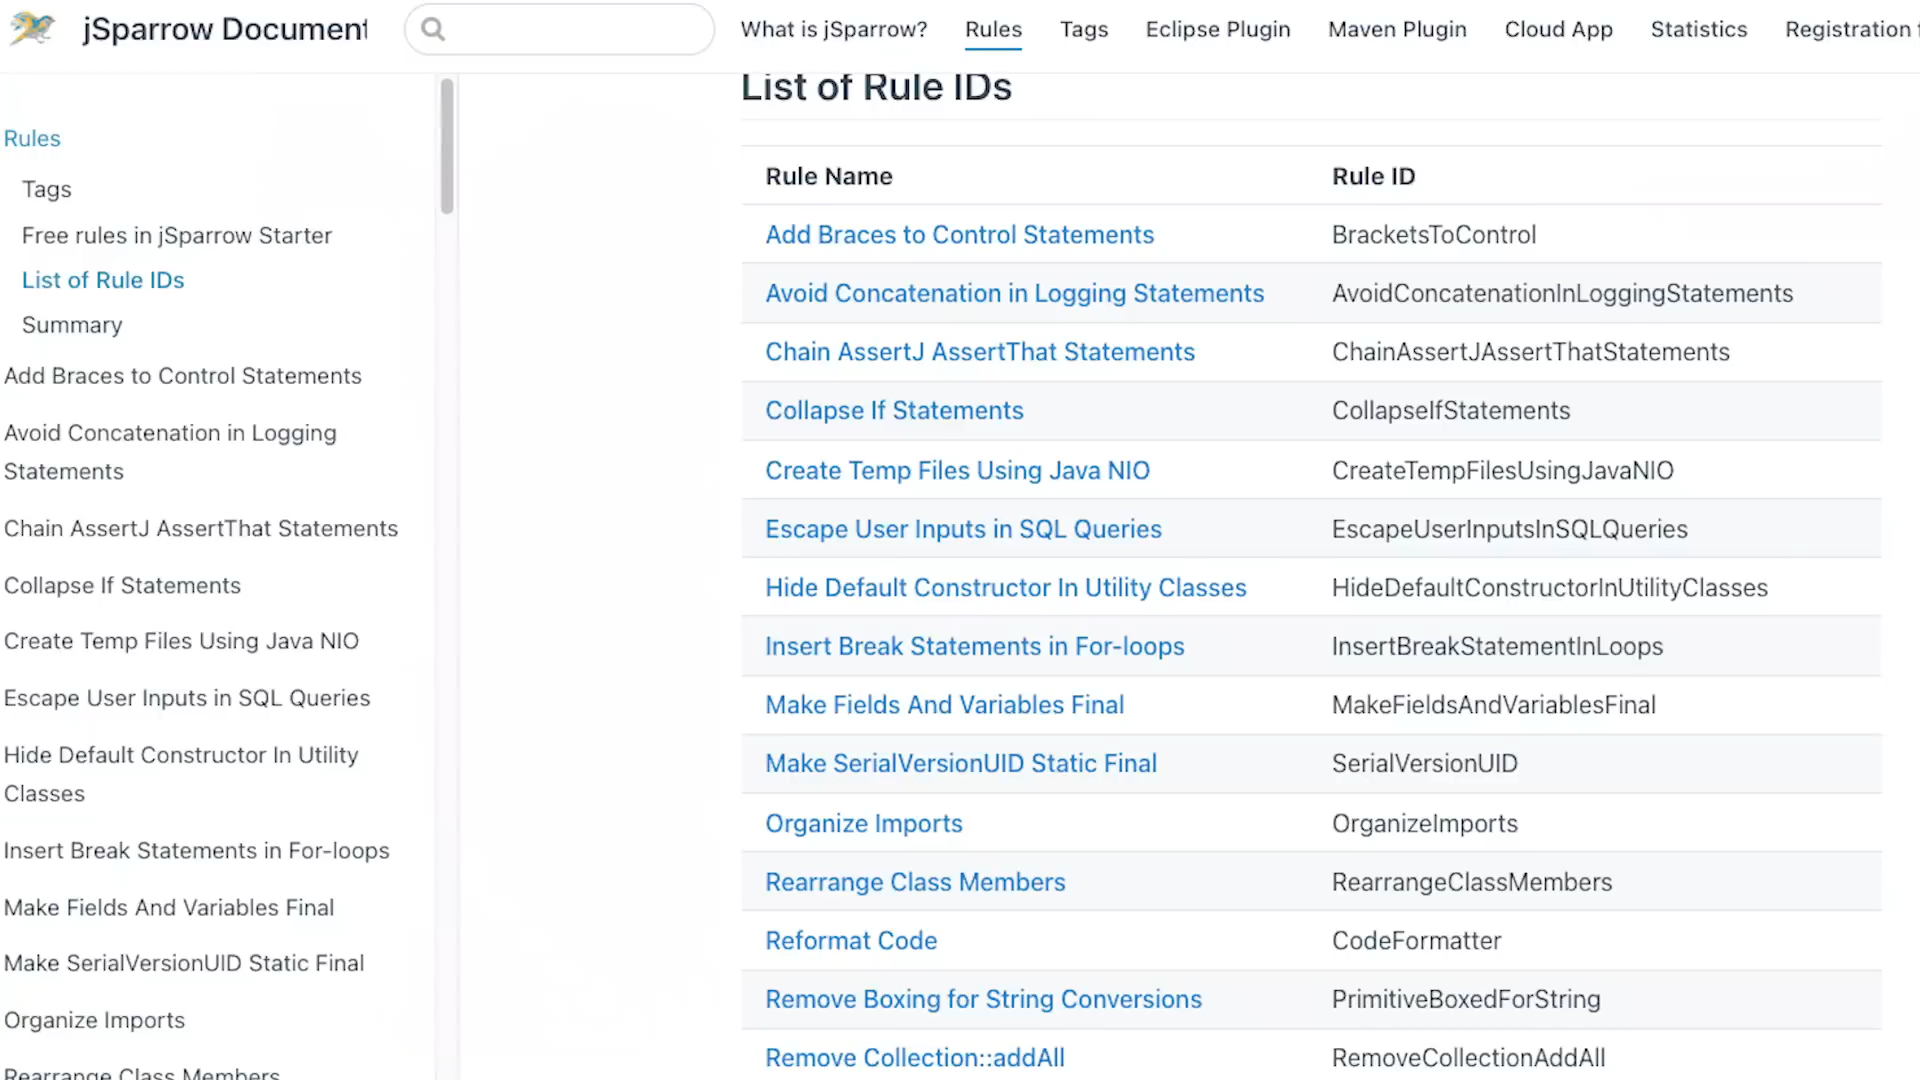 jSparrow Document
What is jSparrow?
Rules
Tags
Eclipse Plugin
Maven Plugin
Cloud App
Statistics
Registration
Rules
Tags
Free rules in jSparrow Starter
List of Rule IDs
Summary
Add Braces to Control Statements
Avoid Concatenation in Logging
Statements
Chain AssertJ AssertThat Statements
Collapse If Statements
Create Temp Files Using Java NIO
Escape User Inputs in SQL Queries
Hide Default Constructor In Utility
Classes
Insert Break Statements in For-loops
Make Fields And Variables Final
Make SerialVersionUID Static Final
Organize Imports
Rearrange Class Members
List of Rule IDs
Rule Name Rule ID
Add Braces to Control Statements BracketsToControl
Avoid Concatenation in Logging Statements AvoidConcatenationInLoggingStatements
Chain AssertJ AssertThat Statements ChainAssertJAssertThatStatements
Collapse If Statements CollapseIfStatements
Create Temp Files Using Java NIO CreateTempFilesUsingJavaNIO
Escape User Inputs in SQL Queries EscapeUserInputsInSQLQueries
Hide Default Constructor In Utility Classes HideDefaultConstructorInUtilityClasses
Insert Break Statements in For-loops InsertBreakStatementInLoops
Make Fields And Variables Final MakeFieldsAndVariablesFinal
Make SerialVersionUID Static Final SerialVersionUID
Organize Imports OrganizeImports
Rearrange Class Members RearrangeClassMembers
Reformat Code CodeFormatter
Remove Boxing for String Conversions PrimitiveBoxedForString
Remove Collection::addAll RemoveCollectionAddAll